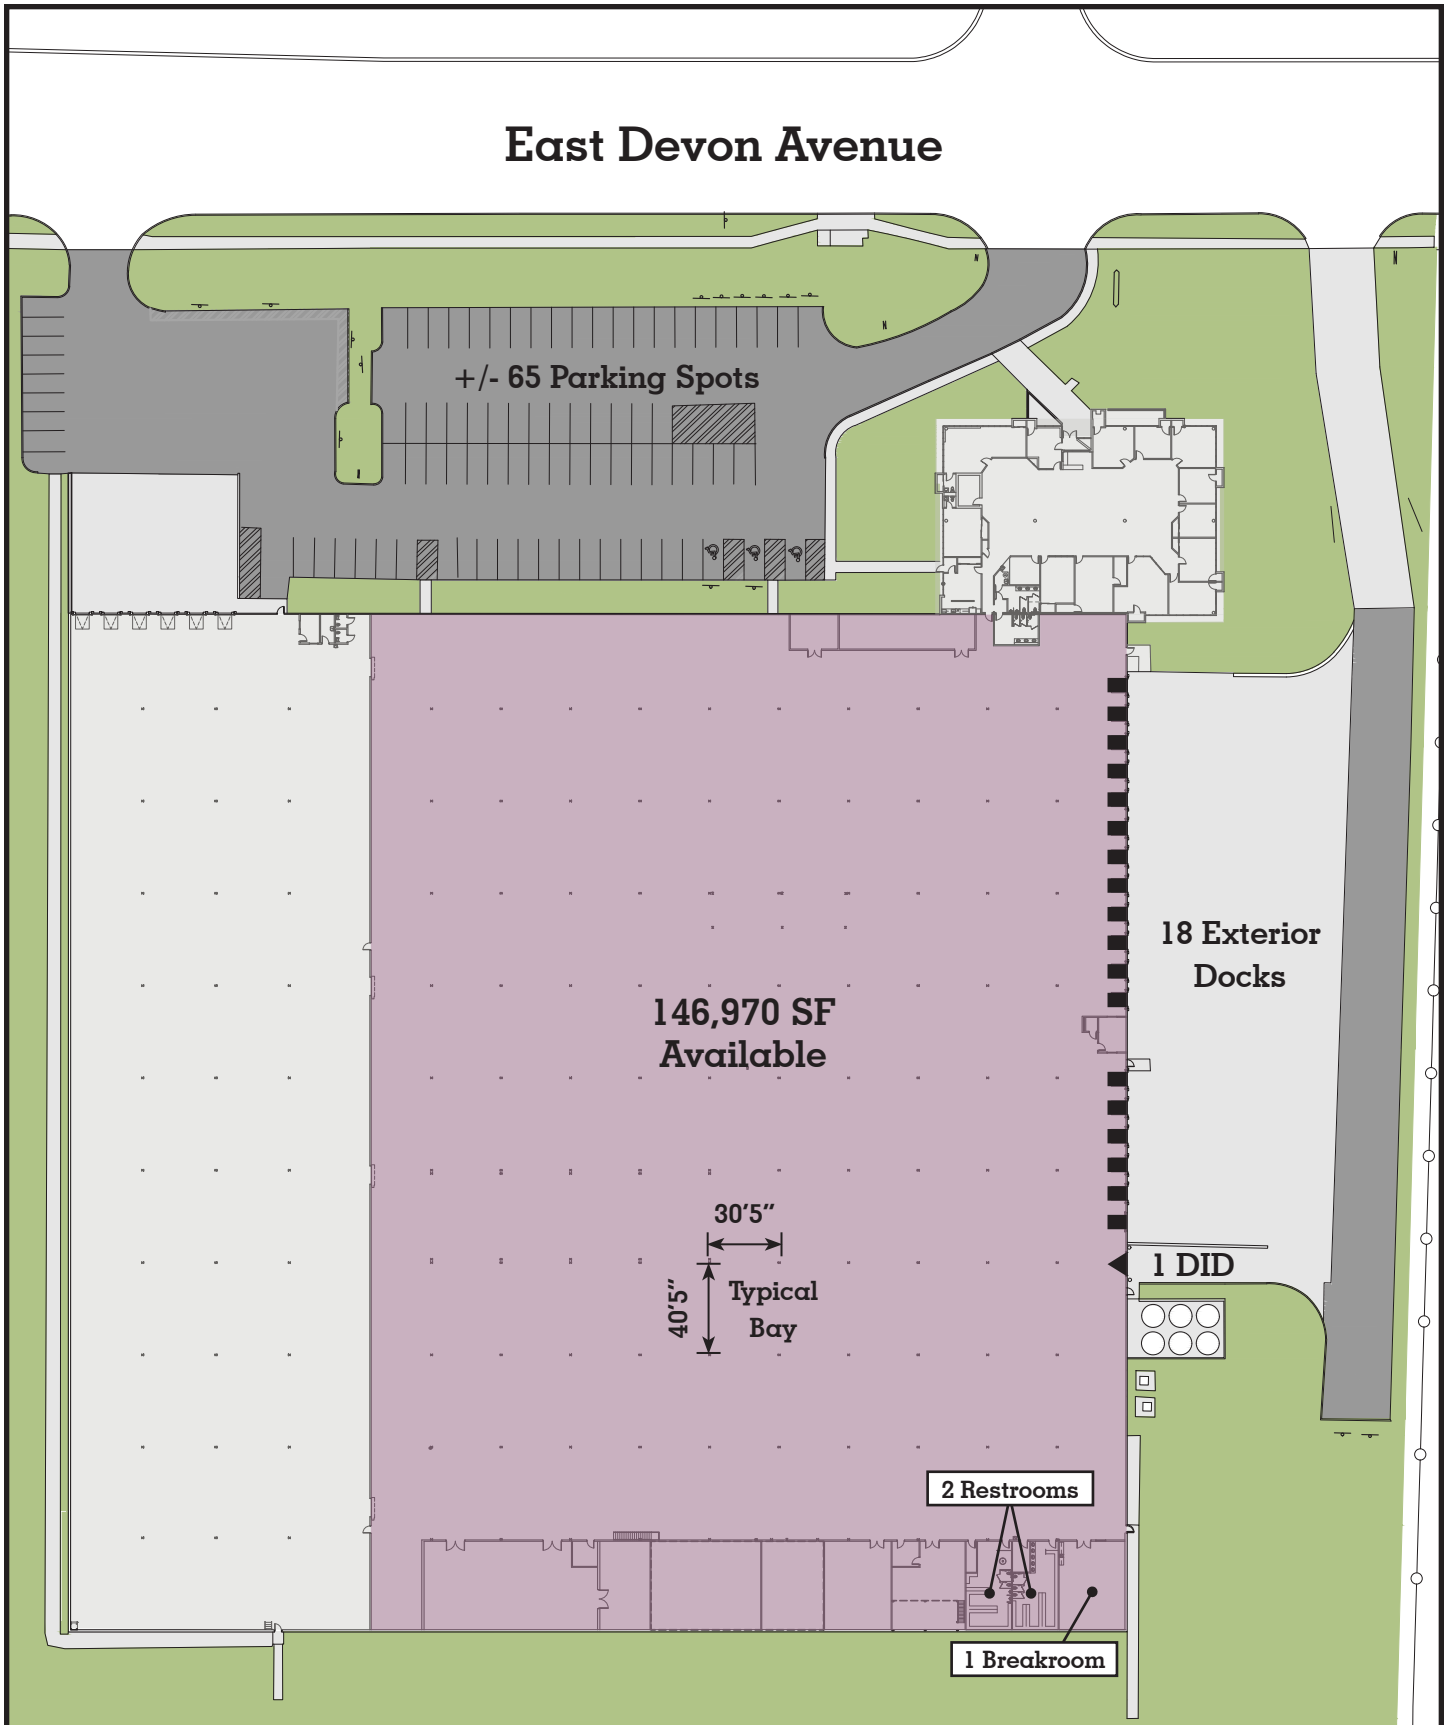 East Devon Avenue
+/- 65 Parking Spots
18 Exterior
Docks
146,970 SF
Available
30’5”
40’5”
Typical
Bay
1 DID
2 Restrooms
1 Breakroom